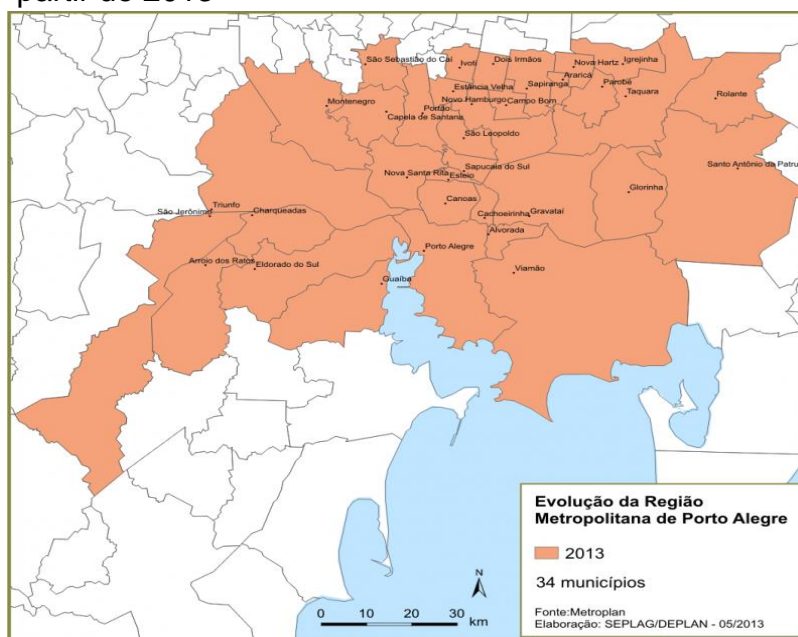 partir de 2013
São Sebastião do Caí
Ivoti
Dois Irmãos
Nova Hartz
Igrejinha
Araricá
Estância Velha
Sapiranga
Parobé
Taquara
Rolante
Montenegro
Novo Hamburgo
Campo Bom
Portão
Capela de Santana
São Leopoldo
Sapucaia do Sul
Santo Antônio da Patru
Nova Santa Rita
Esteio
Glorinha
Canoas
Triunfo
São Jerônimo
Charqueadas
Cachoeirinha
Gravataí
Alvorada
Porto Alegre
Arroio dos Ratos
Eldorado do Sul
Viamão
Guaíba
Evolução da Região
Metropolitana de Porto Alegre
2013
34 municípios
N
0 10 20 30
km
Fonte:Metroplan
Elaboração: SEPLAG/DEPLAN - 05/2013